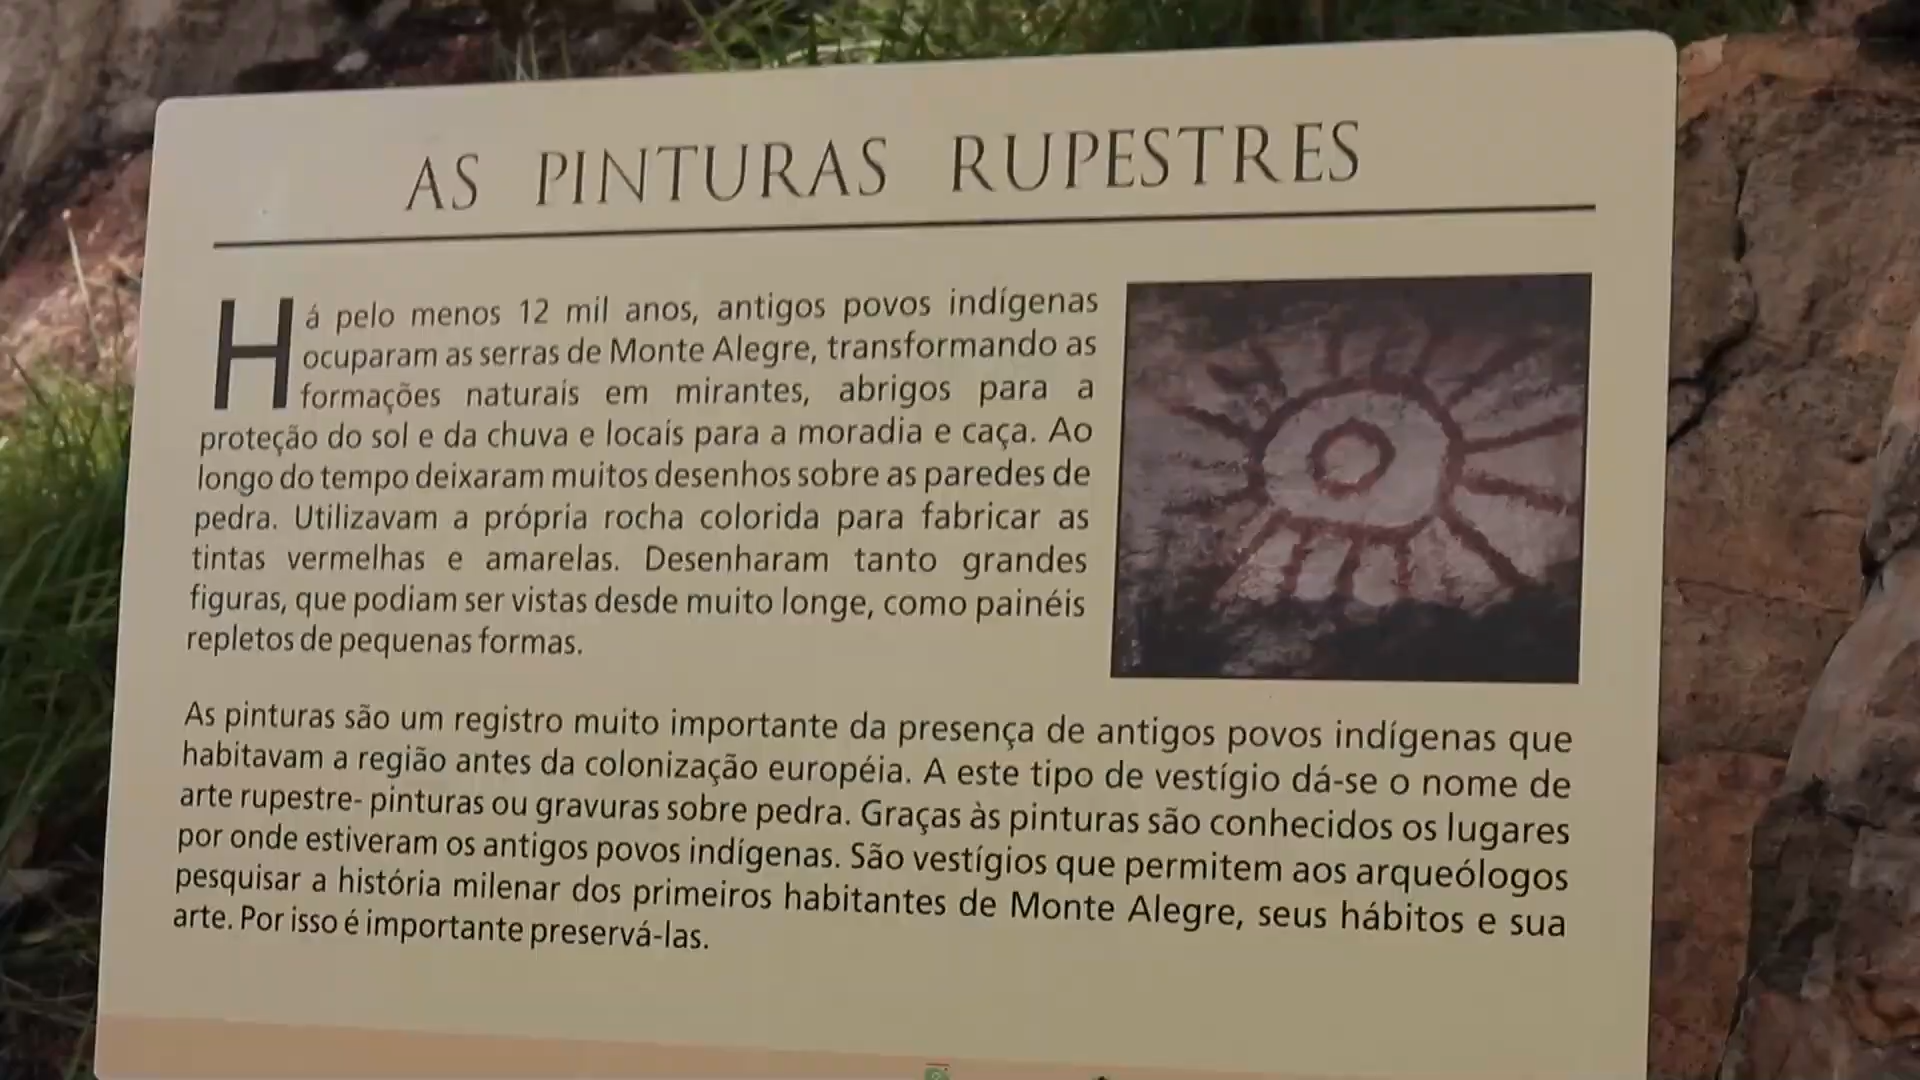 AS PINTURAS RUPESTRES
Há pelo menos 12 mil anos, antigos povos indígenas
ocuparam as serras de Monte Alegre, transformando as
formações naturais em mirantes, abrigos para a
proteção do sol e da chuva e locais para a moradia e caça. Ao
longo do tempo deixaram muitos desenhos sobre as paredes de
pedra. Utilizavam a própria rocha colorida para fabricar as
tintas vermelhas e amarelas. Desenharam tanto grandes
figuras, que podiam ser vistas desde muito longe, como painéis
repletos de pequenas formas.
As pinturas são um registro muito importante da presença de antigos povos indígenas que
habitavam a região antes da colonização européia. A este tipo de vestígio dá-se o nome de
arte rupestre- pinturas ou gravuras sobre pedra. Graças às pinturas são conhecidos os lugares
por onde estiveram os antigos povos indígenas. São vestígios que permitem aos arqueólogos
pesquisar a história milenar dos primeiros habitantes de Monte Alegre, seus hábitos e sua
arte. Por isso é importante preservá-las.